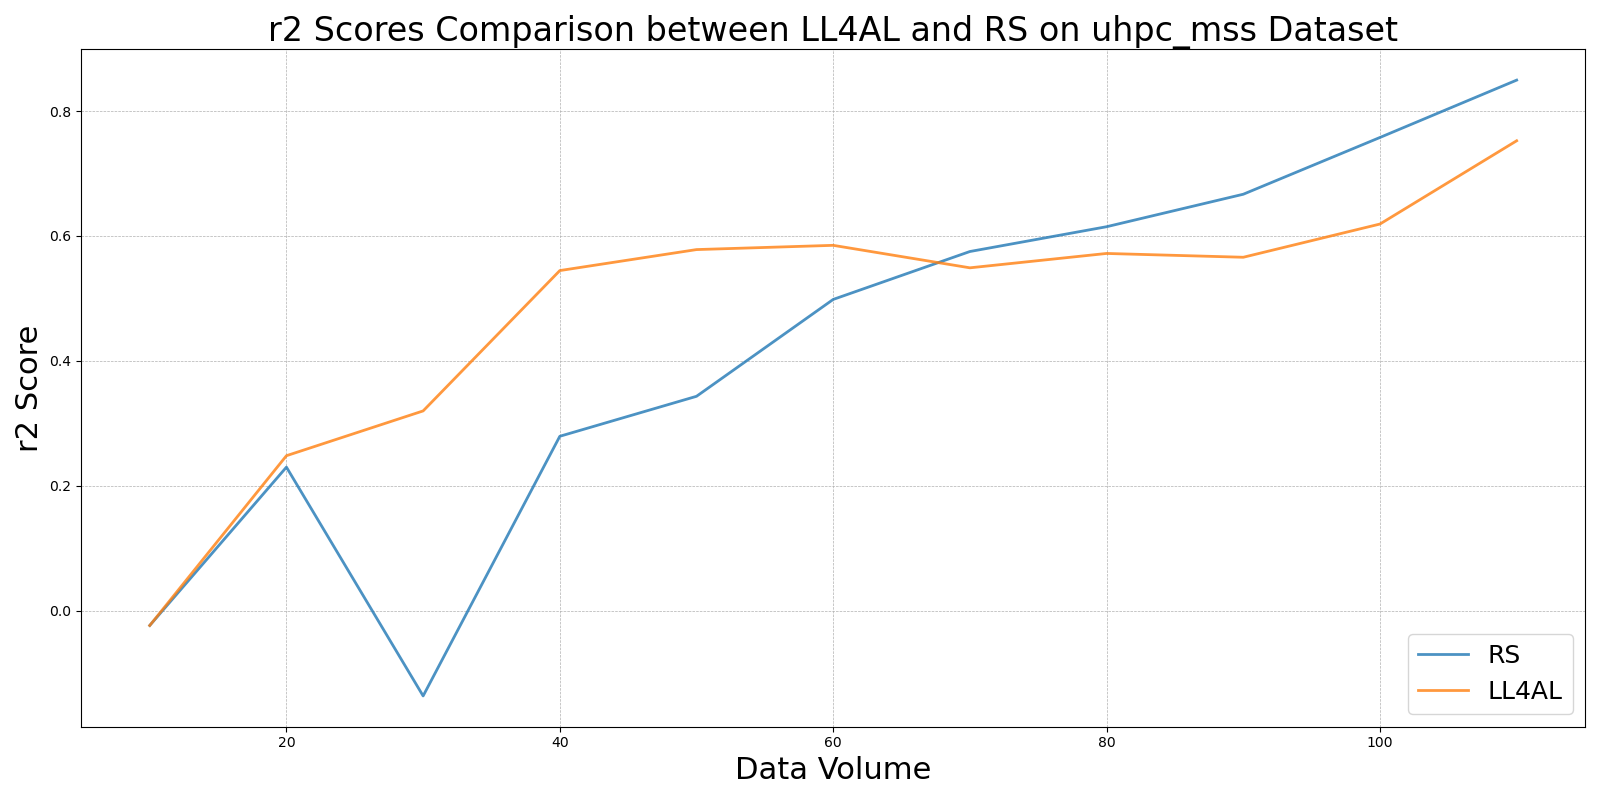 r2 Scores Comparison between LL4AL and RS on uhpc_mss Dataset
r2 Score
0.8
0.6
0.4
0.2
0.0
20 40 60 80 100
Data Volume
RS
LL4AL